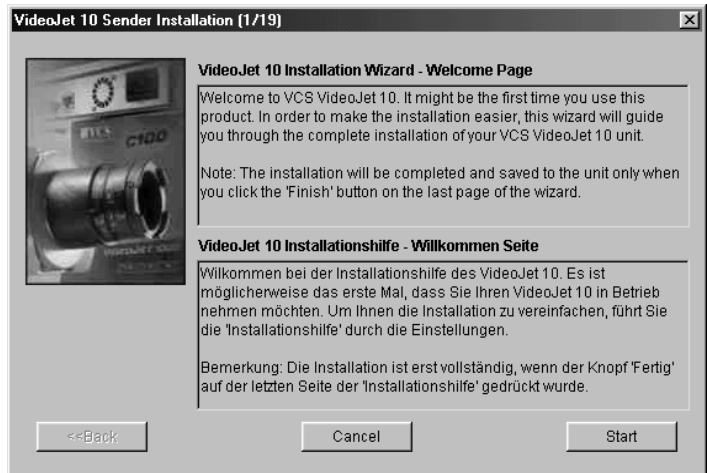 VideoJet 10 Sender Installation (1/19)
VCS
C100
VideoJet 10 Installation Wizard - Welcome Page
Welcome to VCS VideoJet 10. It might be the first time you use this
product. In order to make the installation easier, this wizard will guide
you through the complete installation of your VCS VideoJet 10 unit.
Note: The installation will be completed and saved to the unit only when
you click the 'Finish' button on the last page of the wizard.
VideoJet 10 Installationshilfe - Willkommen Seite
Wilkommen bei der Installationshilfe des VideoJet 10. Es ist
möglicherweise das erste Mal, dass Sie Ihren VideoJet 10 in Betrieb
nehmen möchten. Um Ihnen die Installation zu vereinfachen, führt Sie
die 'Installationshilfe' durch die Einstellungen.
Bemerkung: Die Installation ist erst vollständig, wenn der Knopf 'Fertig'
auf der letzten Seite der 'Installationshilfe' gedrückt wurde.
<<Back
Cancel
Start